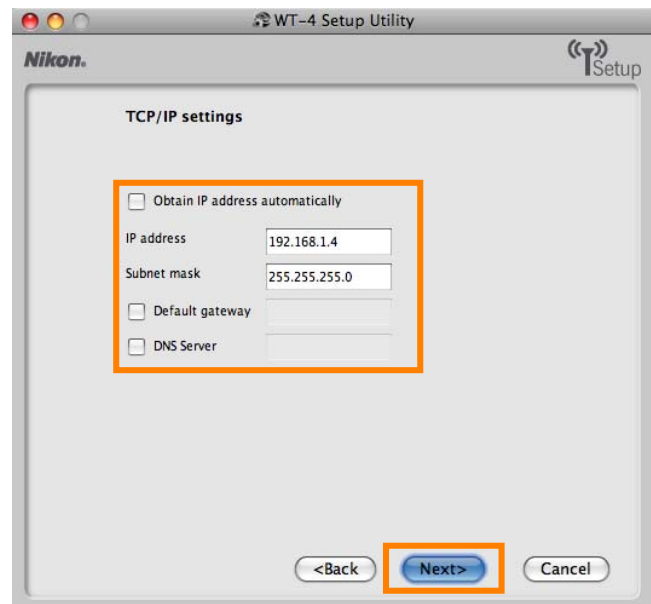 WT-4 Setup Utility
Nikon.
Setup
TCP/IP settings
Obtain IP address automatically
IP address 192.168.1.4
Subnet mask 255.255.255.0
Default gateway
DNS Server
<Back Next> Cancel